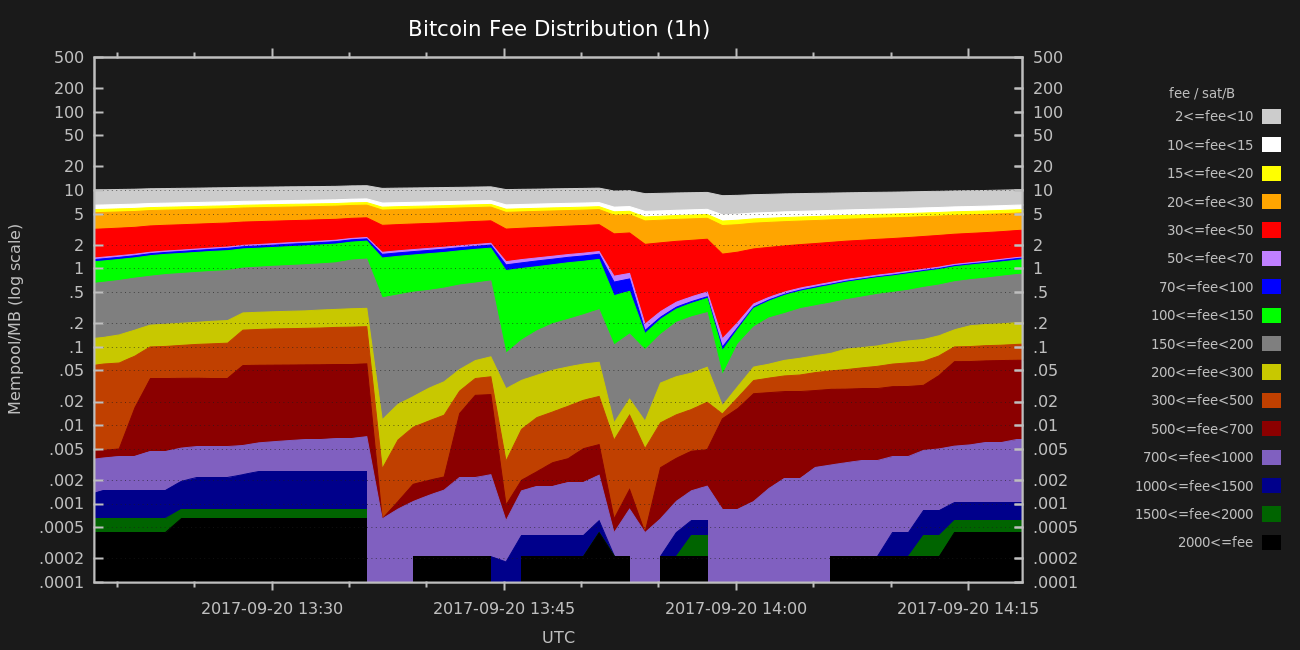 Bitcoin Fee Distribution (1h)
Mempool/MB (log scale)
500
200
100
50
20
10
5
2
1
.5
.2
.1
.05
.02
.01
.005
.002
.001
.0005
.0002
.0001
500
200
100
50
20
10
5
2
1
.5
.2
.1
.05
.02
.01
.005
.002
.001
.0005
.0002
.0001
2017-09-20 13:30 2017-09-20 13:45 2017-09-20 14:00 2017-09-20 14:15
UTC
fee / sat/B
2<=fee<10
10<=fee<15
15<=fee<20
20<=fee<30
30<=fee<50
50<=fee<70
70<=fee<100
100<=fee<150
150<=fee<200
200<=fee<300
300<=fee<500
500<=fee<700
700<=fee<1000
1000<=fee<1500
1500<=fee<2000
2000<=fee